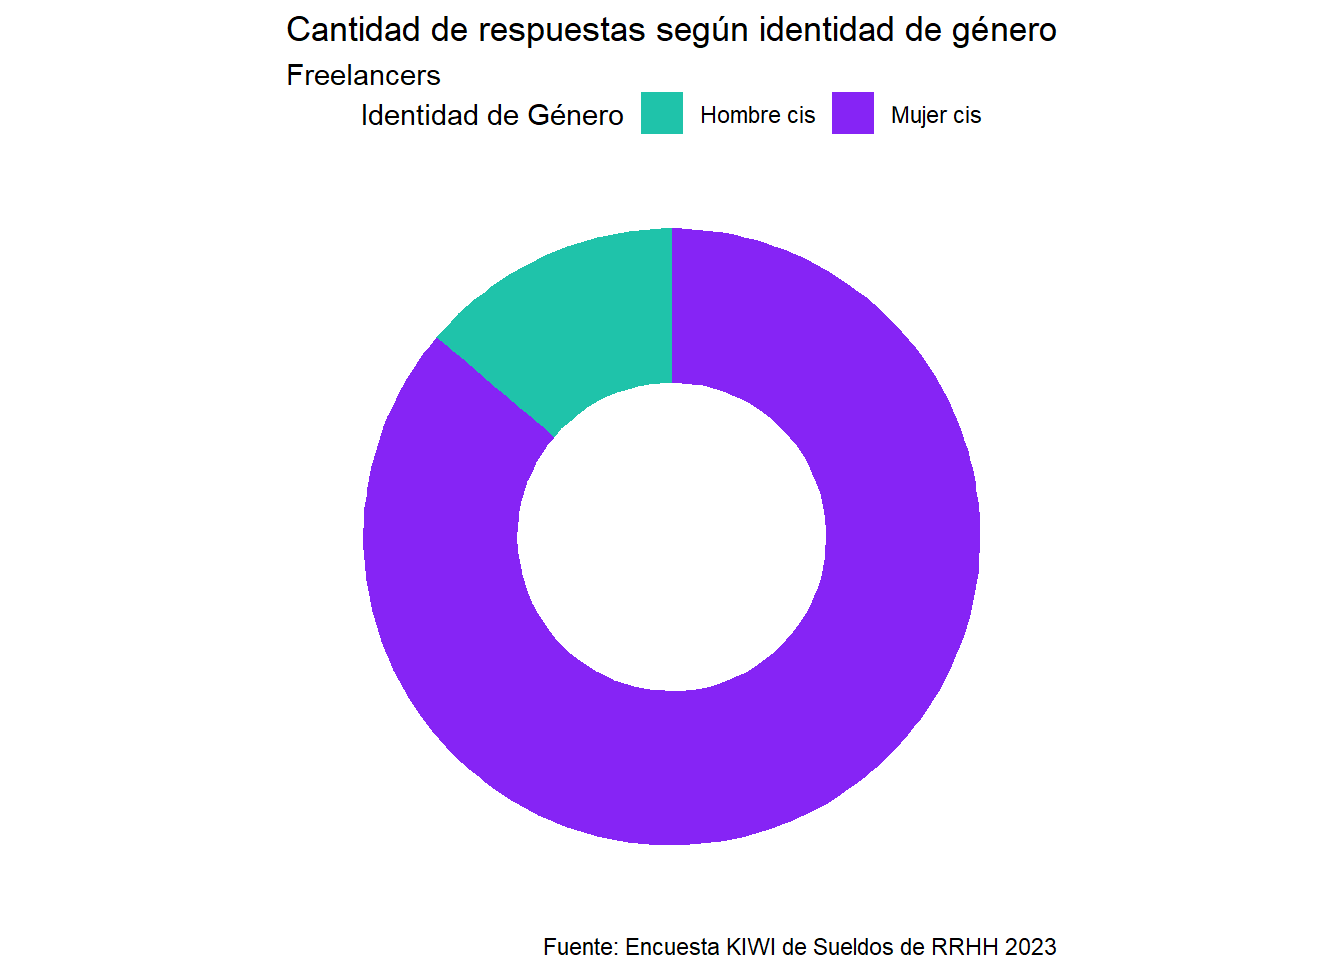 Cantidad de respuestas según identidad de género
Freelancers
Identidad de Género Hombre cis Mujer cis
Fuente: Encuesta KIWI de Sueldos de RRHH 2023